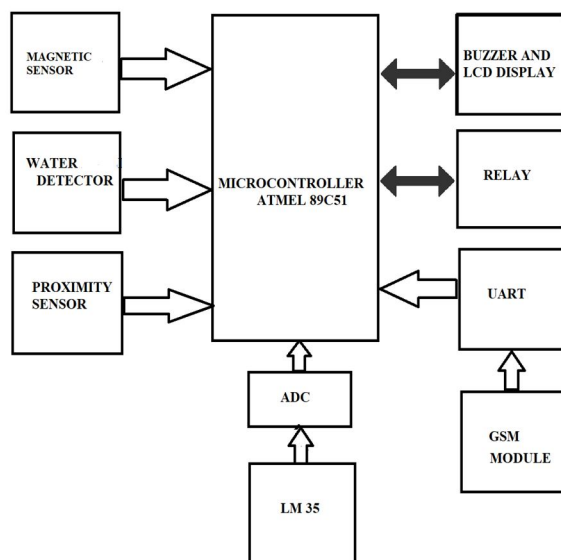 MAGNETIC
SENSOR
WATER
DETECTOR
PROXIMITY
SENSOR
MICROCONTROLLER
ATMEL 89C51
BUZZER AND
LCD DISPLAY
RELAY
UART
GSM
MODULE
ADC
LM 35